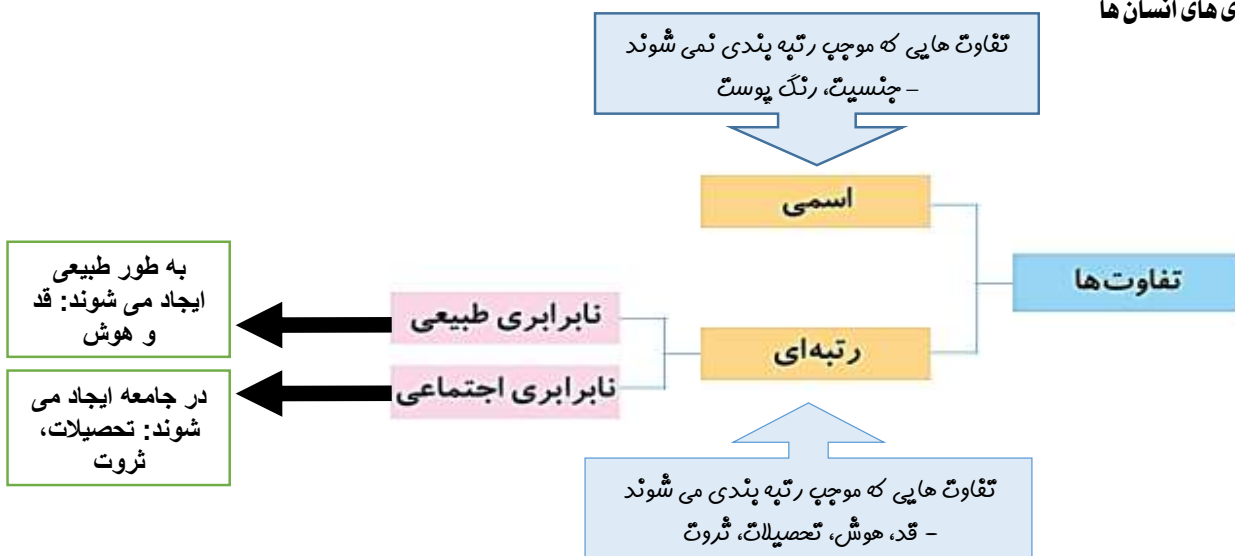 ی های انسان ها
تفاوت هایی که موجب رتبه بندی نمی شوند
– جنسیت، رنگ پوست
اسمی
تفاوت‌ها
به طور طبیعی
ایجاد می شوند: قد
و هوش
نابرابری طبیعی
رتبه‌ای
نابرابری اجتماعی
در جامعه ایجاد می
شوند: تحصیلات،
ثروت
تفاوت هایی که موجب رتبه بندی می شوند
– قد، هوش، تحصیلات، ثروت